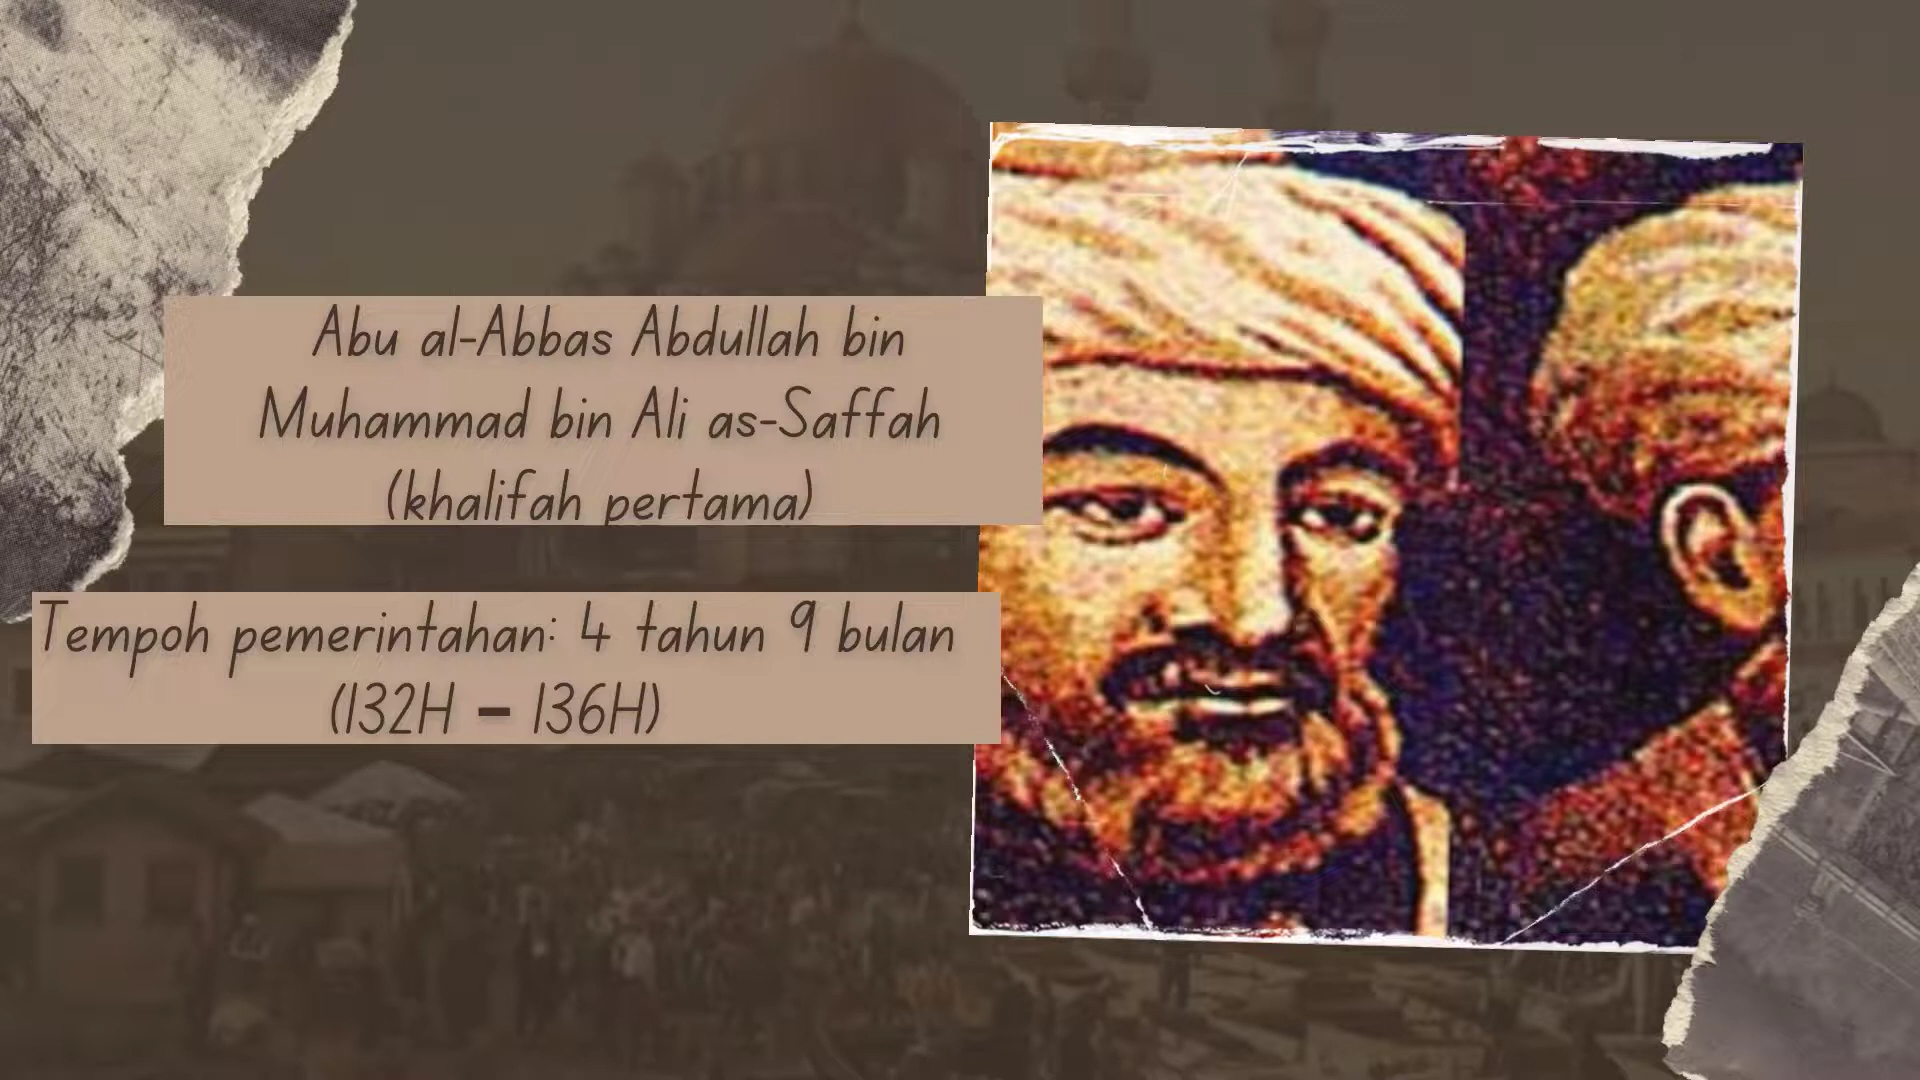 Abu al-Abbas Abdullah bin
Muhammad bin Ali as-Saffah
(khalifah pertama)
Tempoh pemerintahan: 4 tahun 9 bulan
(132H – 136H)